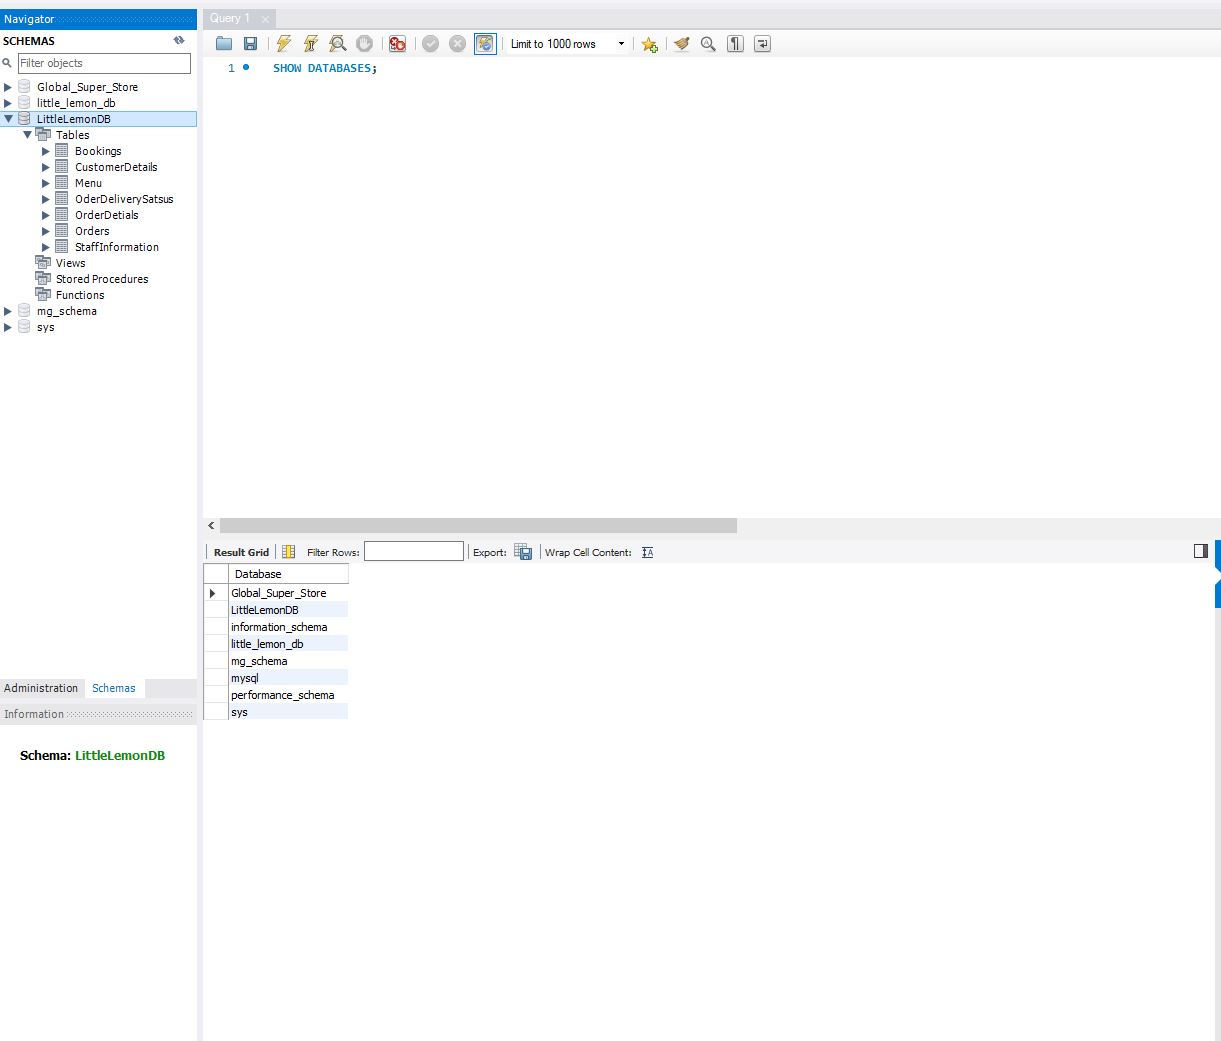 Navigator
SCHEMAS
Filter objects
Global_Super_Store
little_lemon_db
LittleLemonDB
Tables
Bookings
CustomerDetails
Menu
OderDeliverySatsus
OrderDetials
Orders
StaffInformation
Views
Stored Procedures
Functions
mg_schema
sys
Administration Schemas
Information
Schema: LittleLemonDB
Query 1
Limit to 1000 rows
1 SHOW DATABASES;
Result Grid Filter Rows: Export: Wrap Cell Content:
Database
Global_Super_Store
LittleLemonDB
information_schema
little_lemon_db
mg_schema
mysql
performance_schema
sys